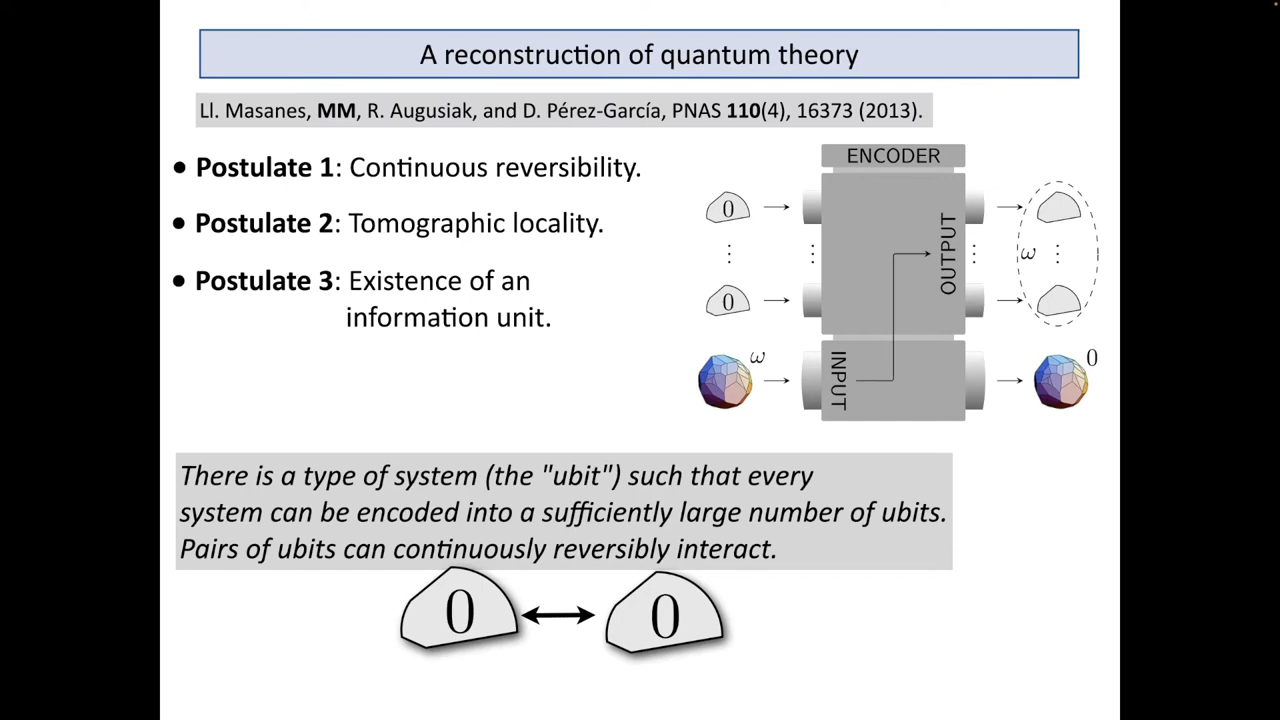 A reconstruction of quantum theory
Ll. Masanes, MM, R. Augusiak, and D. Pérez-García, PNAS 110(4), 16373 (2013).
• Postulate 1: Continuous reversibility.
• Postulate 2: Tomographic locality.
• Postulate 3: Existence of an
information unit.
ENCODER
0
⋮
0
ω
INPUT
OUTPUT
ω
⋮
0
There is a type of system (the "ubit") such that every
system can be encoded into a sufficiently large number of ubits.
Pairs of ubits can continuously reversibly interact.
0
0